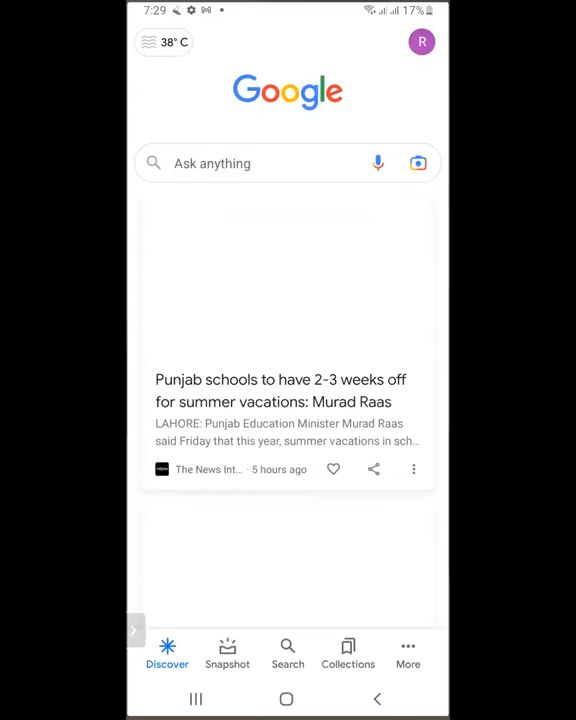 7:29 17%
38° C R
Google
Ask anything
Punjab schools to have 2-3 weeks off
for summer vacations: Murad Raas
LAHORE: Punjab Education Minister Murad Raas
said Friday that this year, summer vacations in sch...
The News Int... · 5 hours ago
Discover Snapshot Search Collections More